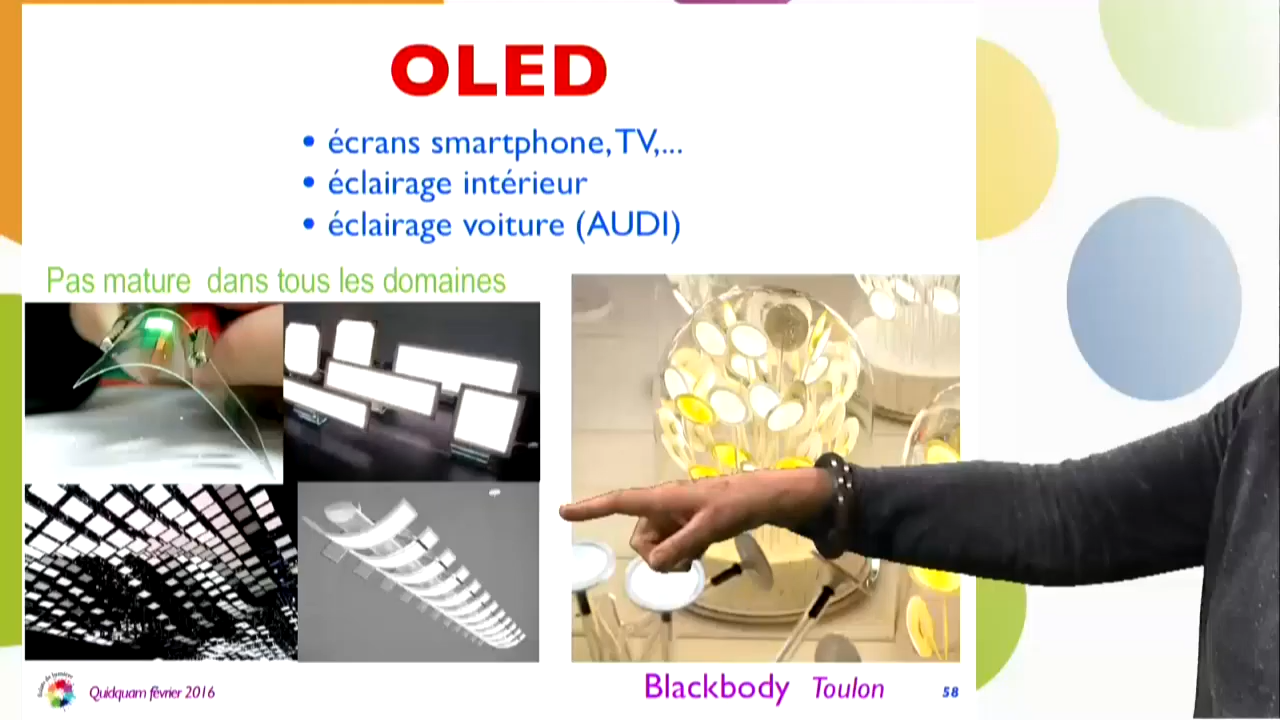 OLED
• écrans smartphone, TV,...
• éclairage intérieur
• éclairage voiture (AUDI)
Pas mature dans tous les domaines
Quidquam février 2016
Blackbody Toulon
58